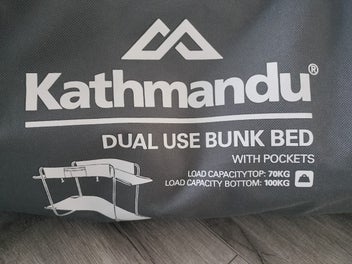 Kathmandu®
DUAL USE BUNK BED
WITH POCKETS
LOAD CAPACITY TOP: 70KG
LOAD CAPACITY BOTTOM: 100KG